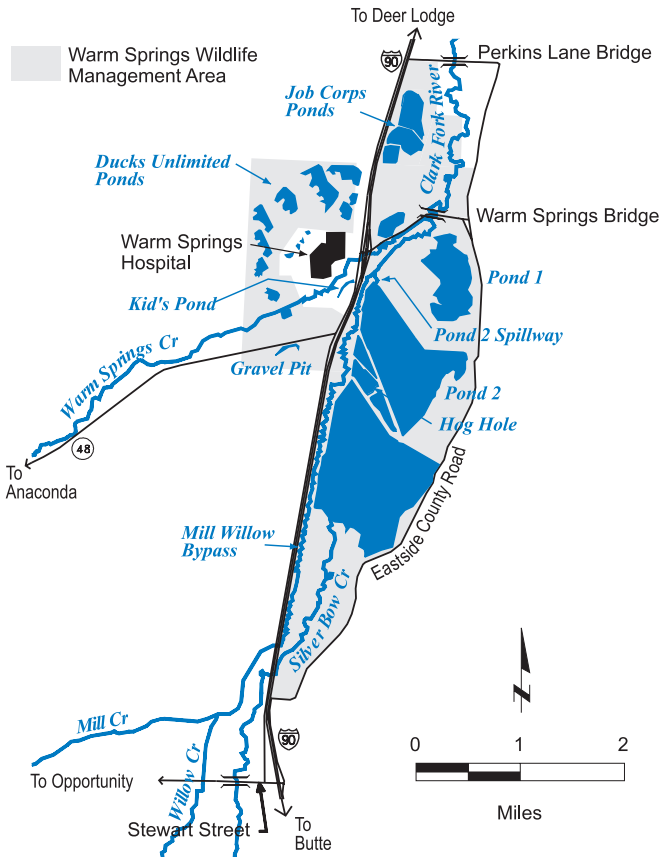 To Deer Lodge
Warm Springs Wildlife
Management Area
90
Perkins Lane Bridge
Job Corps
Ponds
Clark Fork River
Ducks Unlimited
Ponds
Warm Springs Bridge
Warm Springs
Hospital
Pond 1
Kid's Pond
Pond 2 Spillway
Warm Springs Cr
Gravel Pit
Pond 2
Hog Hole
48
To
Anaconda
Eastside County Road
Mill Willow
Bypass
Silver Bow Cr
N
Mill Cr
90
0 1 2
Miles
To Opportunity
Willow Cr
Stewart Street
To
Butte